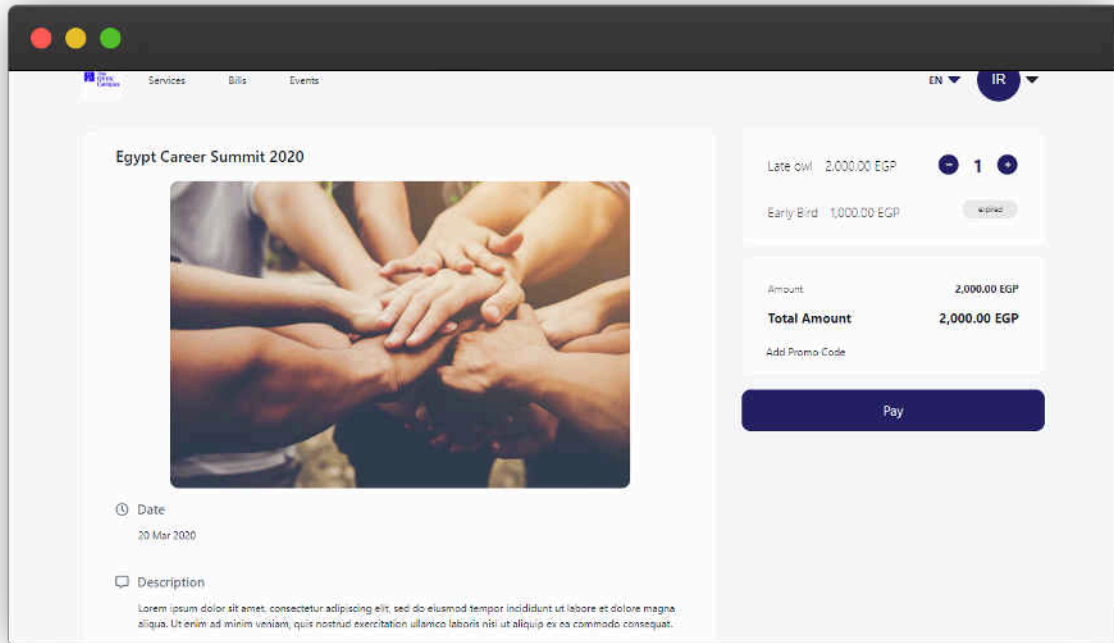 Services Bills Events
EN IR
Egypt Career Summit 2020
Date
20 Mar 2020
Description
Lorem ipsum dolor sit amet, consectetur adipiscing elit, sed do eiusmod tempor incididunt ut labore et dolore magna
aliqua. Ut enim ad minim veniam, quis nostrud exercitation ullamco laboris nisi ut aliquip ex ea commodo consequat.
Late owl 2,000.00 EGP - 1 +
Early Bird 1,000.00 EGP expired
Amount 2,000.00 EGP
Total Amount 2,000.00 EGP
Add Promo Code
Pay